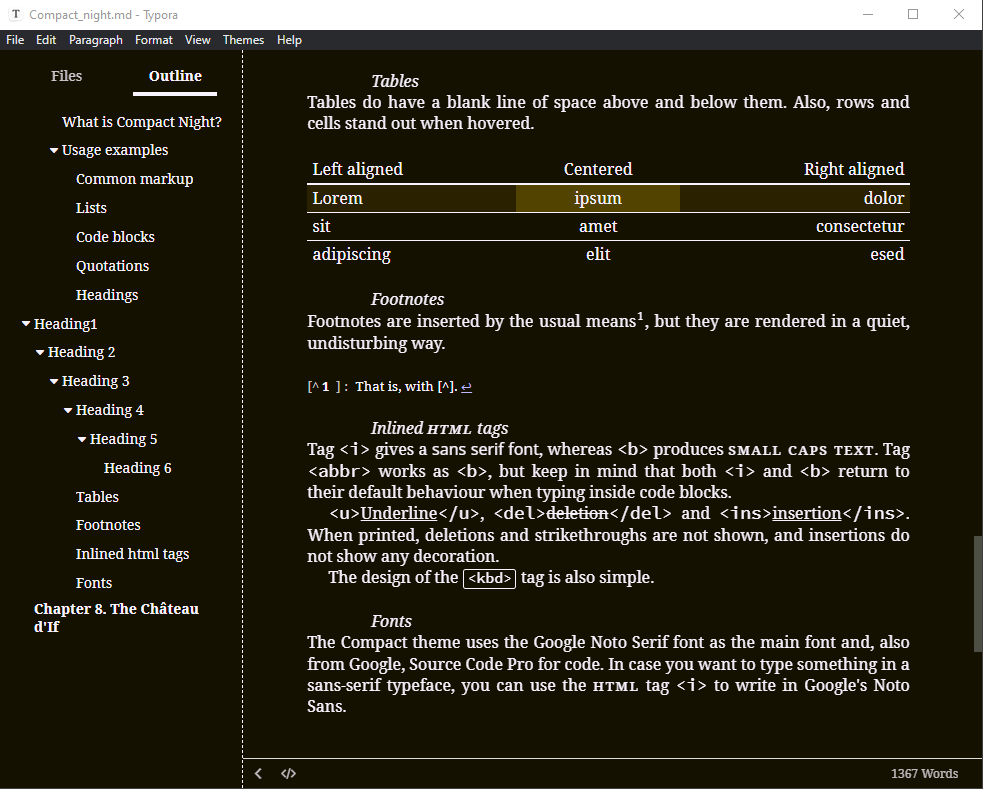 T Compact_night.md - Typora
File Edit Paragraph Format View Themes Help
Files Outline
What is Compact Night?
Usage examples
Common markup
Lists
Code blocks
Quotations
Headings
Heading1
Heading 2
Heading 3
Heading 4
Heading 5
Heading 6
Tables
Footnotes
Inlined html tags
Fonts
Chapter 8. The Château
d'If
Tables
Tables do have a blank line of space above and below them. Also, rows and
cells stand out when hovered.
Left aligned Centered Right aligned
Lorem ipsum dolor
sit amet consectetur
adipiscing elit esed
Footnotes
Footnotes are inserted by the usual means1, but they are rendered in a quiet,
undisturbing way.
[^ 1 ] : That is, with [^]. ↩
Inlined HTML tags
Tag <i> gives a sans serif font, whereas <b> produces SMALL CAPS TEXT. Tag
<abbr> works as <b>, but keep in mind that both <i> and <b> return to
their default behaviour when typing inside code blocks.
<u>Underline</u>, <del>deletion</del> and <ins>insertion</ins>.
When printed, deletions and strikethroughs are not shown, and insertions do
not show any decoration.
The design of the <kbd> tag is also simple.
Fonts
The Compact theme uses the Google Noto Serif font as the main font and, also
from Google, Source Code Pro for code. In case you want to type something in a
sans-serif typeface, you can use the HTML tag <i> to write in Google's Noto
Sans.
</> 1367 Words